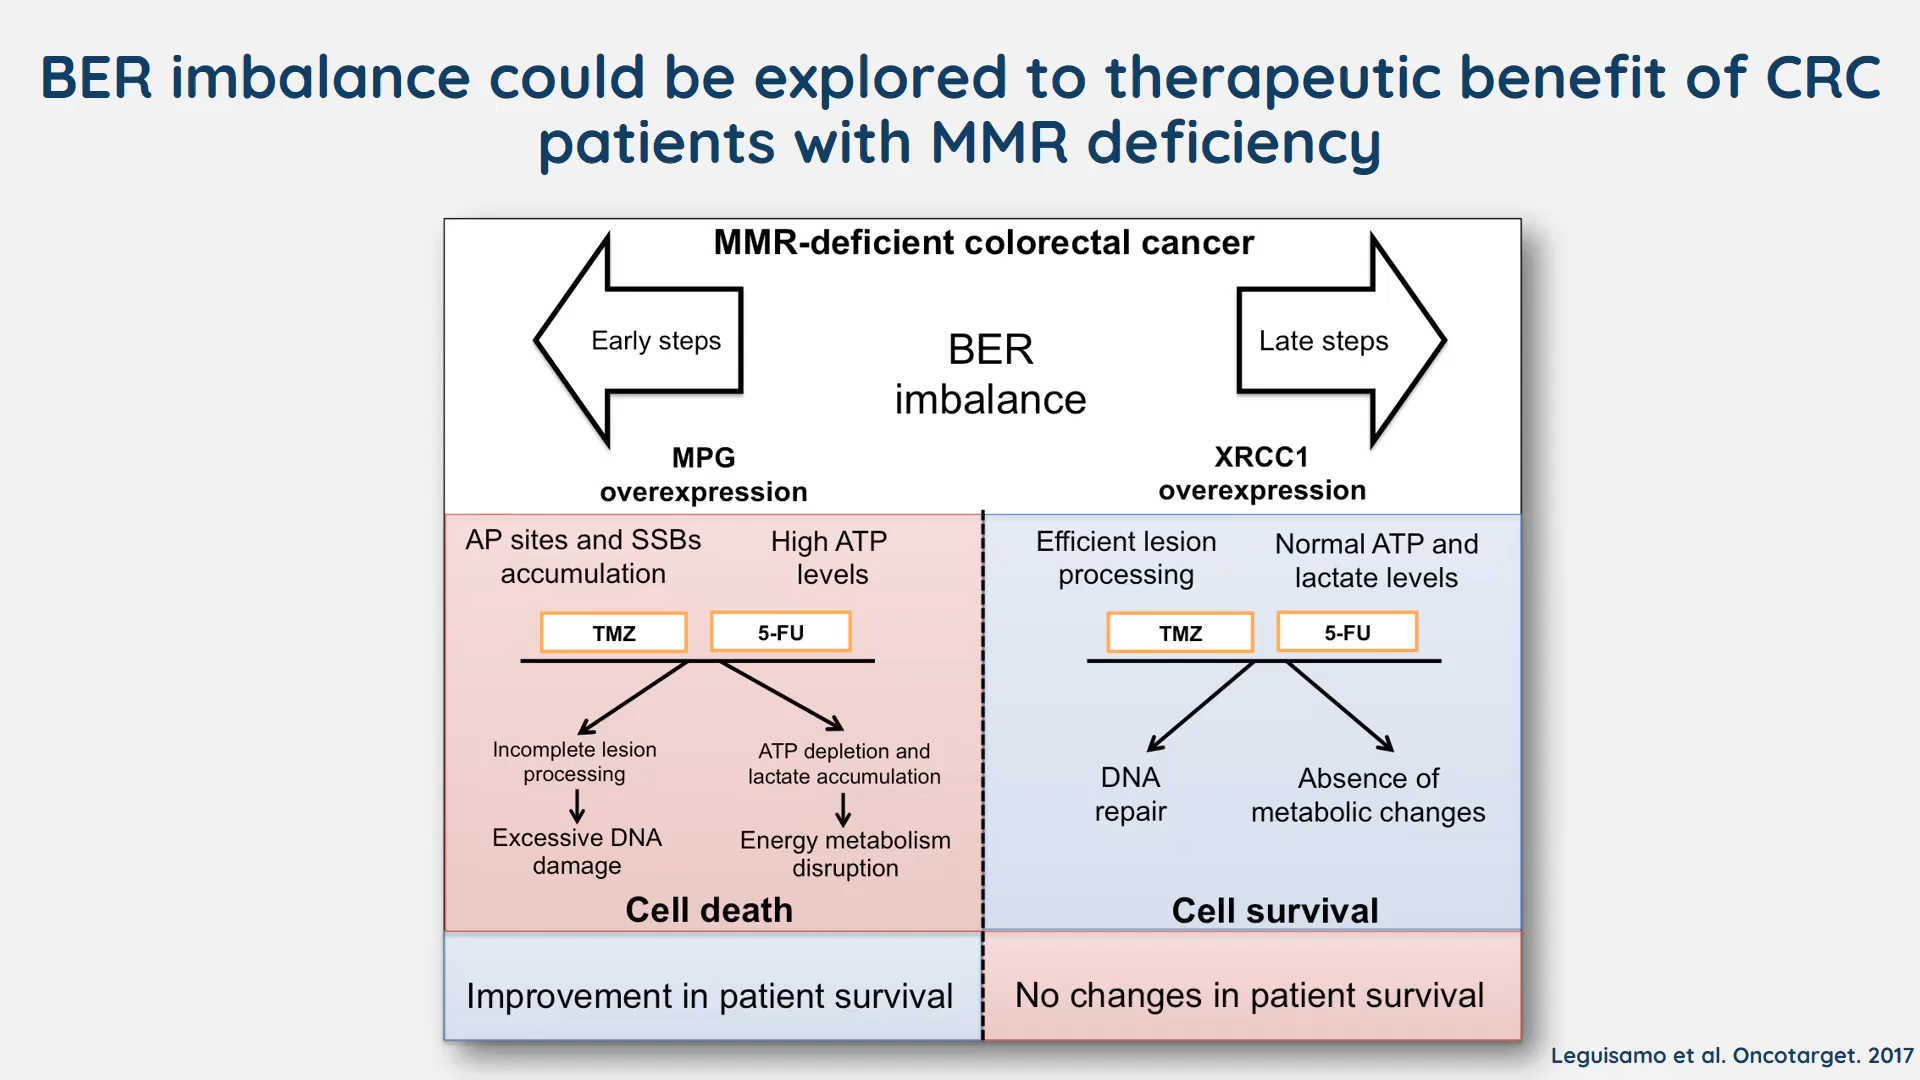 BER imbalance could be explored to therapeutic benefit of CRC
patients with MMR deficiency
MMR-deficient colorectal cancer
Early steps
BER
imbalance
Late steps
MPG
overexpression
XRCC1
overexpression
AP sites and SSBs
accumulation
High ATP
levels
TMZ
5-FU
Incomplete lesion
processing
ATP depletion and
lactate accumulation
Excessive DNA
damage
Energy metabolism
disruption
Cell death
Efficient lesion
processing
Normal ATP and
lactate levels
TMZ
5-FU
DNA
repair
Absence of
metabolic changes
Cell survival
Improvement in patient survival
No changes in patient survival
Leguisamo et al. Oncotarget. 2017